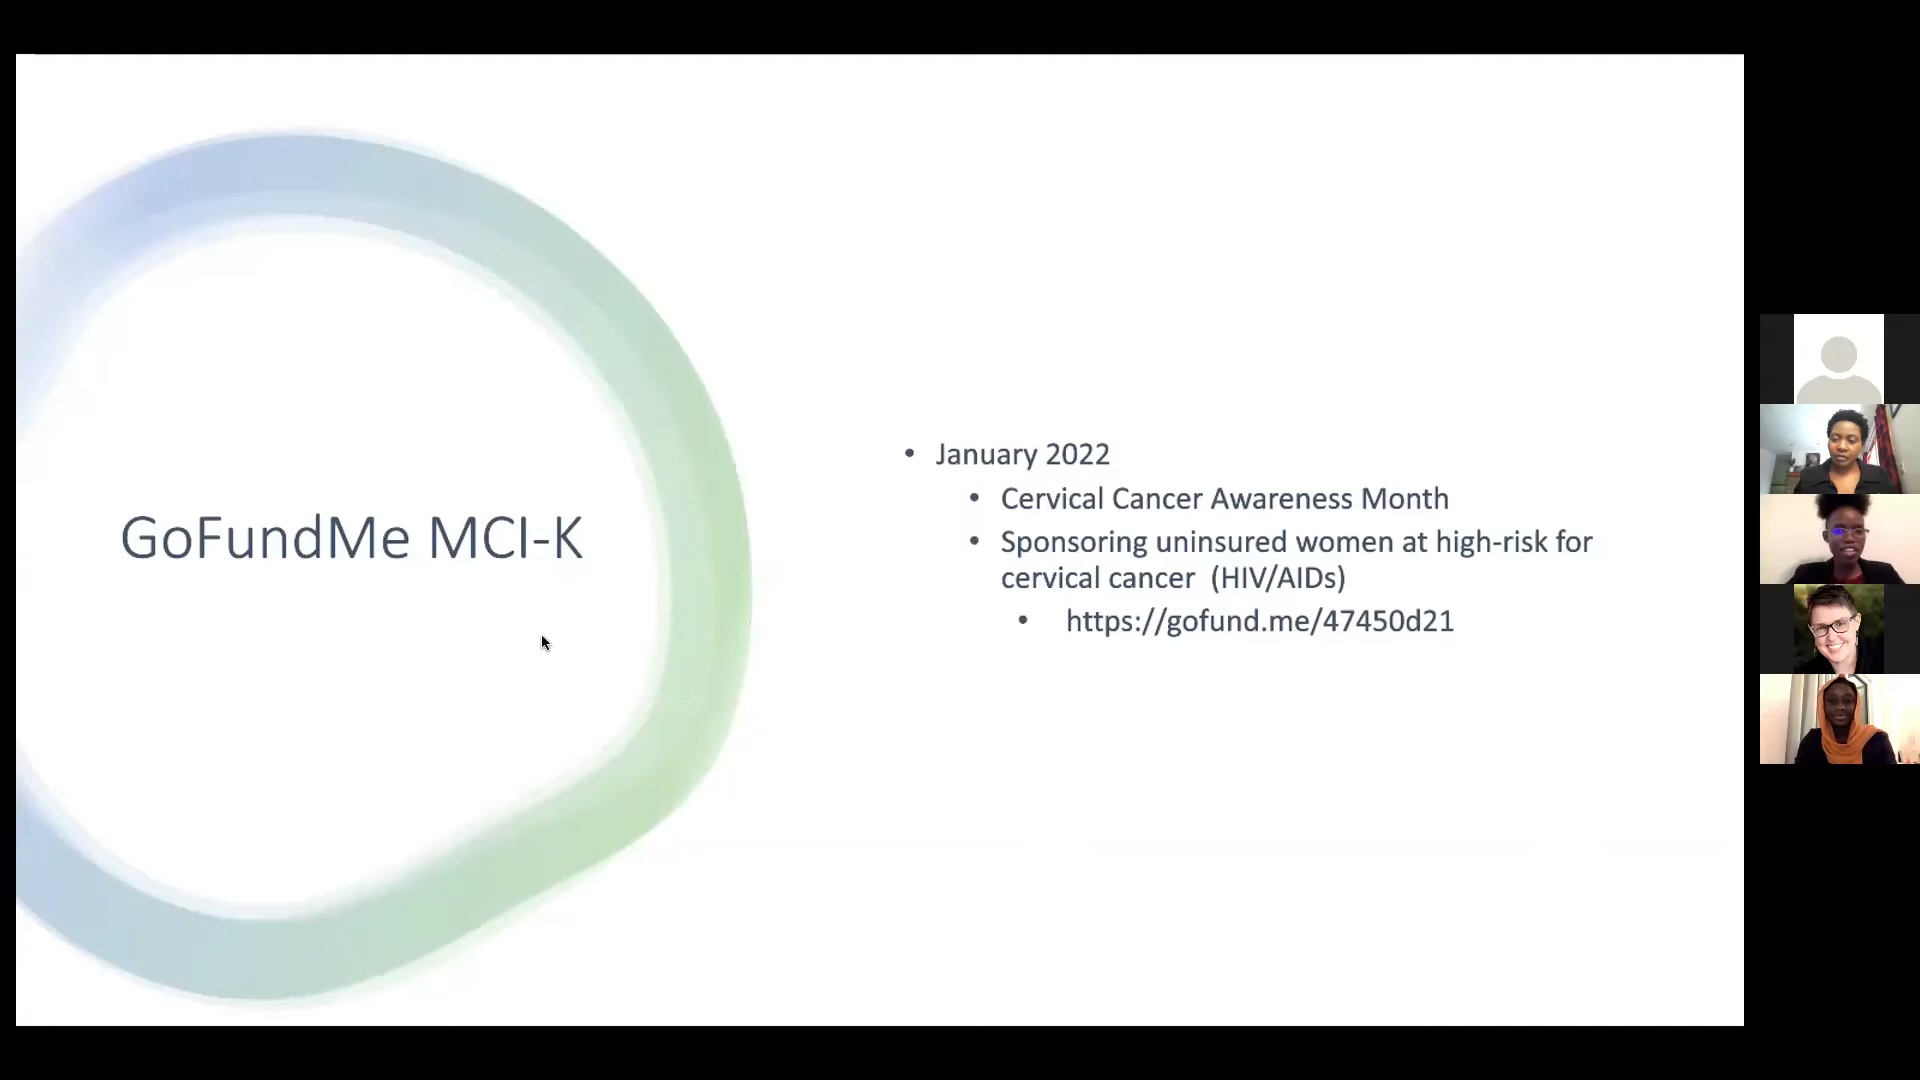 GoFundMe MCI-K
• January 2022
• Cervical Cancer Awareness Month
• Sponsoring uninsured women at high-risk for
cervical cancer (HIV/AIDs)
• https://gofund.me/47450d21